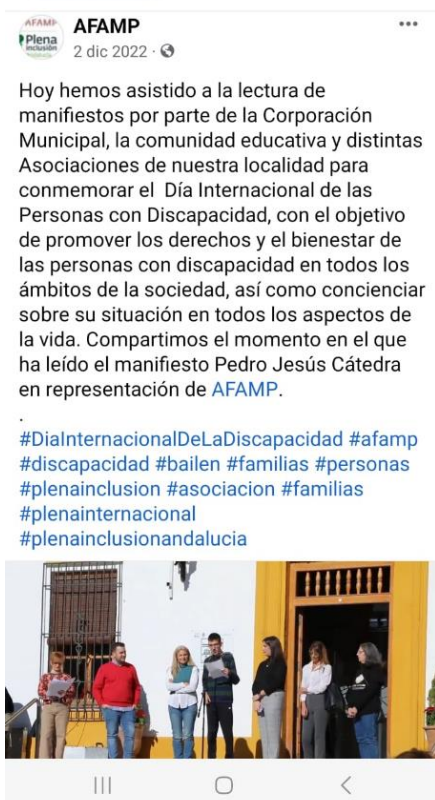 AFAMP
Plena
inclusión
AFAMP
2 dic 2022 ·
Hoy hemos asistido a la lectura de
manifiestos por parte de la Corporación
Municipal, la comunidad educativa y distintas
Asociaciones de nuestra localidad para
conmemorar el Día Internacional de las
Personas con Discapacidad, con el objetivo
de promover los derechos y el bienestar de
las personas con discapacidad en todos los
ámbitos de la sociedad, así como concienciar
sobre su situación en todos los aspectos de
la vida. Compartimos el momento en el que
ha leído el manifiesto Pedro Jesús Cátedra
en representación de AFAMP.
.
#DiaInternacionalDeLaDiscapacidad #afamp
#discapacidad #bailen #familias #personas
#plenainclusion #asociacion #familias
#plenainternacional
#plenainclusionandalucia